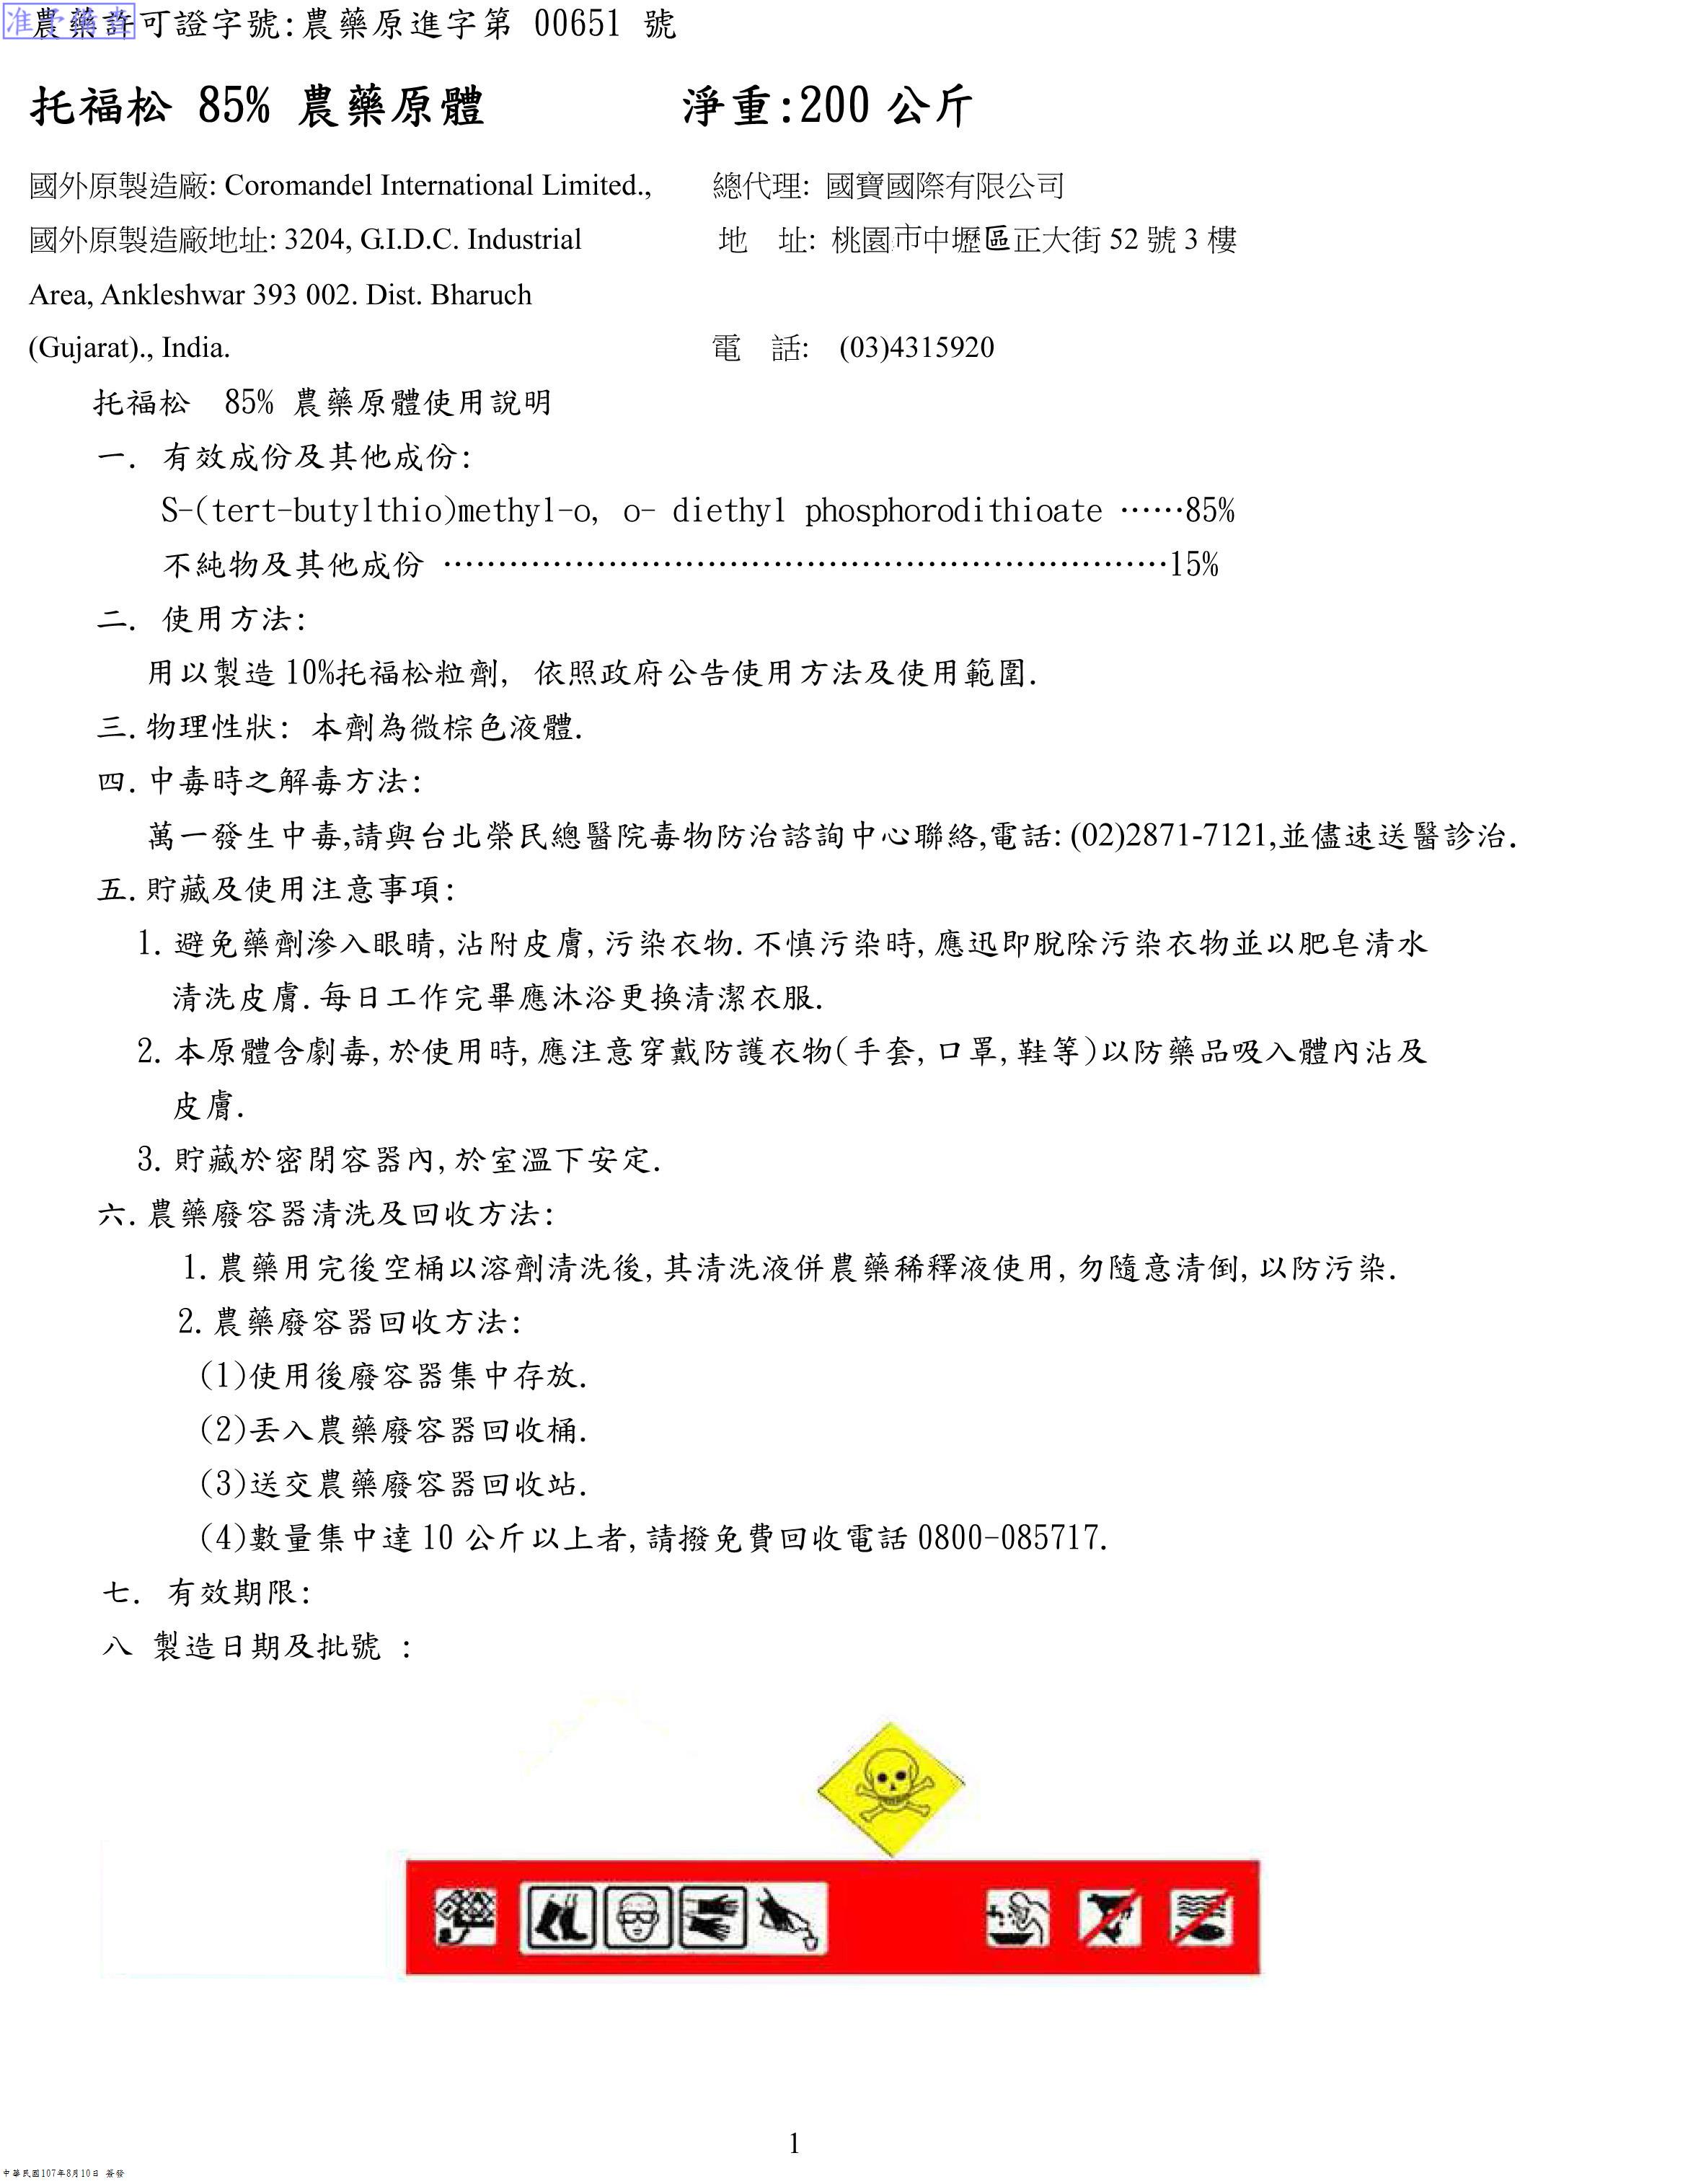 准予備查
農藥許可證字號:農藥原進字第 00651 號
托福松 85% 農藥原體 淨重:200 公斤
國外原製造廠: Coromandel International Limited., 總代理: 國寶國際有限公司
國外原製造廠地址: 3204, G.I.D.C. Industrial 地 址: 桃園市中壢區正大街 52 號 3 樓
Area, Ankleshwar 393 002. Dist. Bharuch
(Gujarat)., India. 電 話: (03)4315920
托福松 85% 農藥原體使用說明
一. 有效成份及其他成份:
S-(tert-butylthio)methyl-o, o- diethyl phosphorodithioate ……85%
不純物及其他成份 …………………………………………………………15%
二. 使用方法:
用以製造 10%托福松粒劑, 依照政府公告使用方法及使用範圍.
三.物理性狀: 本劑為微棕色液體.
四.中毒時之解毒方法:
萬一發生中毒,請與台北榮民總醫院毒物防治諮詢中心聯絡,電話: (02)2871-7121,並儘速送醫診治.
五.貯藏及使用注意事項:
1.避免藥劑滲入眼睛,沾附皮膚,污染衣物.不慎污染時,應迅即脫除污染衣物並以肥皂清水
清洗皮膚.每日工作完畢應沐浴更換清潔衣服.
2.本原體含劇毒,於使用時,應注意穿戴防護衣物(手套,口罩,鞋等)以防藥品吸入體內沾及
皮膚.
3.貯藏於密閉容器內,於室溫下安定.
六.農藥廢容器清洗及回收方法:
1.農藥用完後空桶以溶劑清洗後,其清洗液併農藥稀釋液使用,勿隨意清倒,以防污染.
2.農藥廢容器回收方法:
(1)使用後廢容器集中存放.
(2)丟入農藥廢容器回收桶.
(3)送交農藥廢容器回收站.
(4)數量集中達 10 公斤以上者,請撥免費回收電話 0800-085717.
七. 有效期限:
八 製造日期及批號 :
1
中華民國107年8月10日 簽發